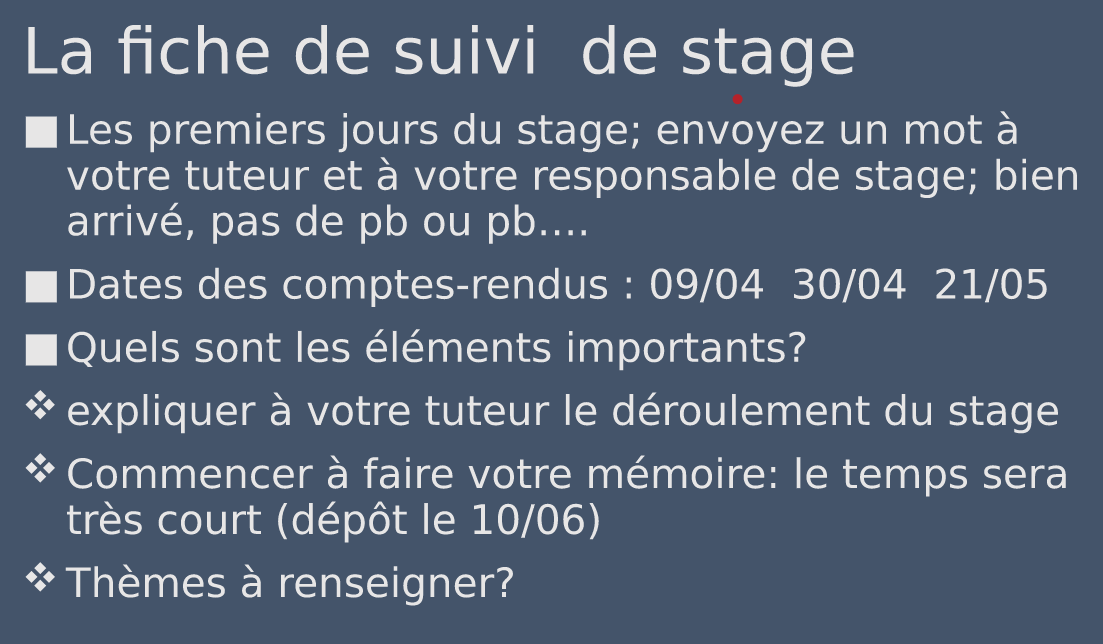 La fiche de suivi  de stage
■ Les premiers jours du stage; envoyez un mot à
votre tuteur et à votre responsable de stage; bien
arrivé, pas de pb ou pb….
■ Dates des comptes-rendus : 09/04  30/04  21/05
■ Quels sont les éléments importants?
❖ expliquer à votre tuteur le déroulement du stage
❖ Commencer à faire votre mémoire: le temps sera
très court (dépôt le 10/06)
❖ Thèmes à renseigner?